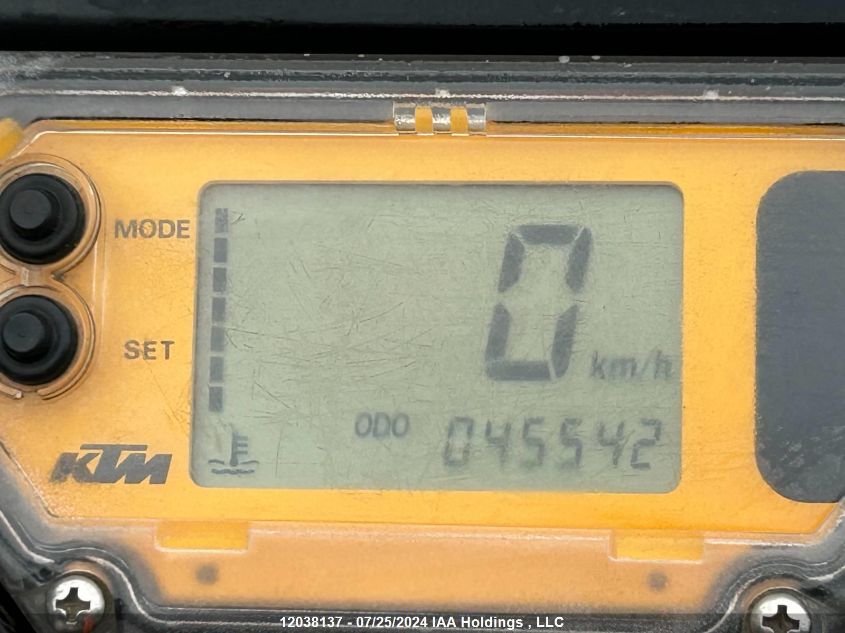 MODE
0
km/h
SET
ODO 045542
KTM
12038137 - 07/25/2024 IAA Holdings , LLC